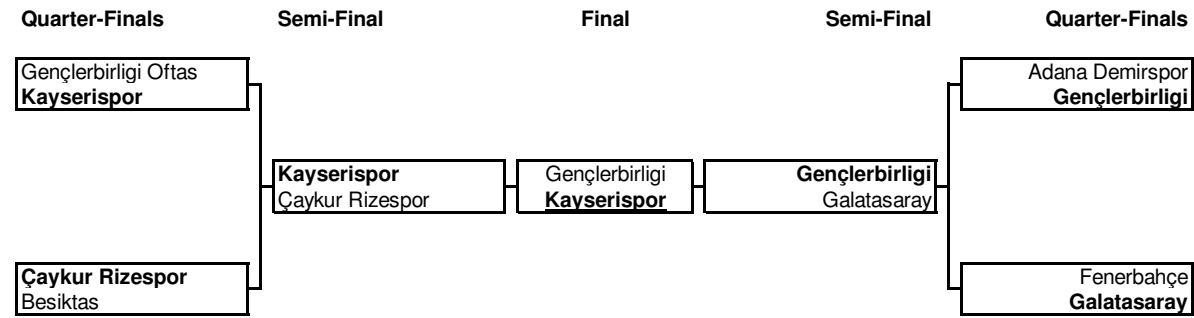 Quarter-Finals Semi-Final Final Semi-Final Quarter-Finals
Gençlerbirligi Oftas Adana Demirspor
Kayserispor Gençlerbirligi
Kayserispor Gençlerbirligi Gençlerbirligi
Çaykur Rizespor Kayserispor Galatasaray
Çaykur Rizespor Fenerbahçe
Besiktas Galatasaray